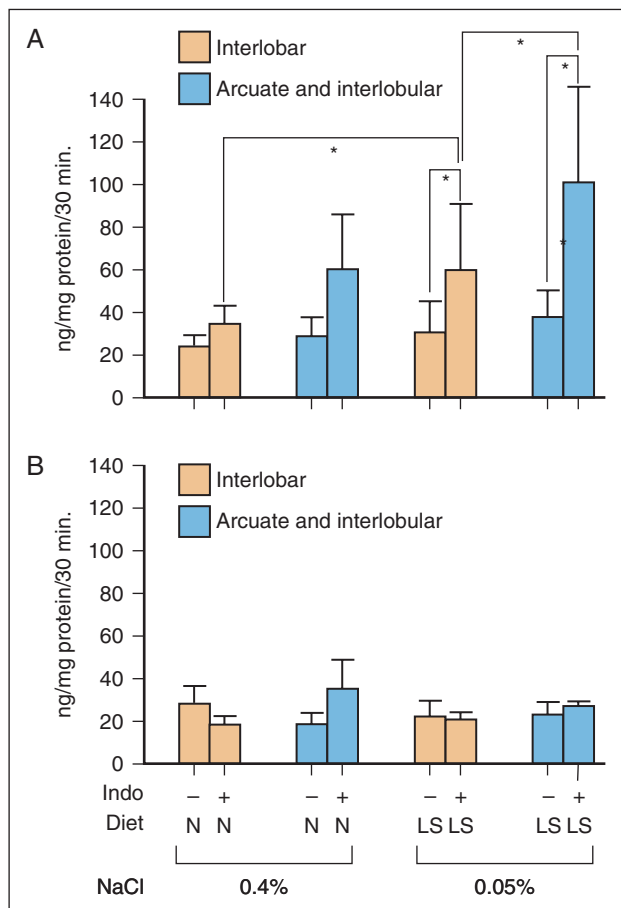 A
Interlobar
Arcuate and interlobular
140
120
100
80
60
40
20
0
ng/mg protein/30 min.
*
*
*
*
*
B
Interlobar
Arcuate and interlobular
140
120
100
80
60
40
20
0
ng/mg protein/30 min.
Indo – + – + – + – +
Diet N N N N LS LS LS LS
NaCl 0.4% 0.05%